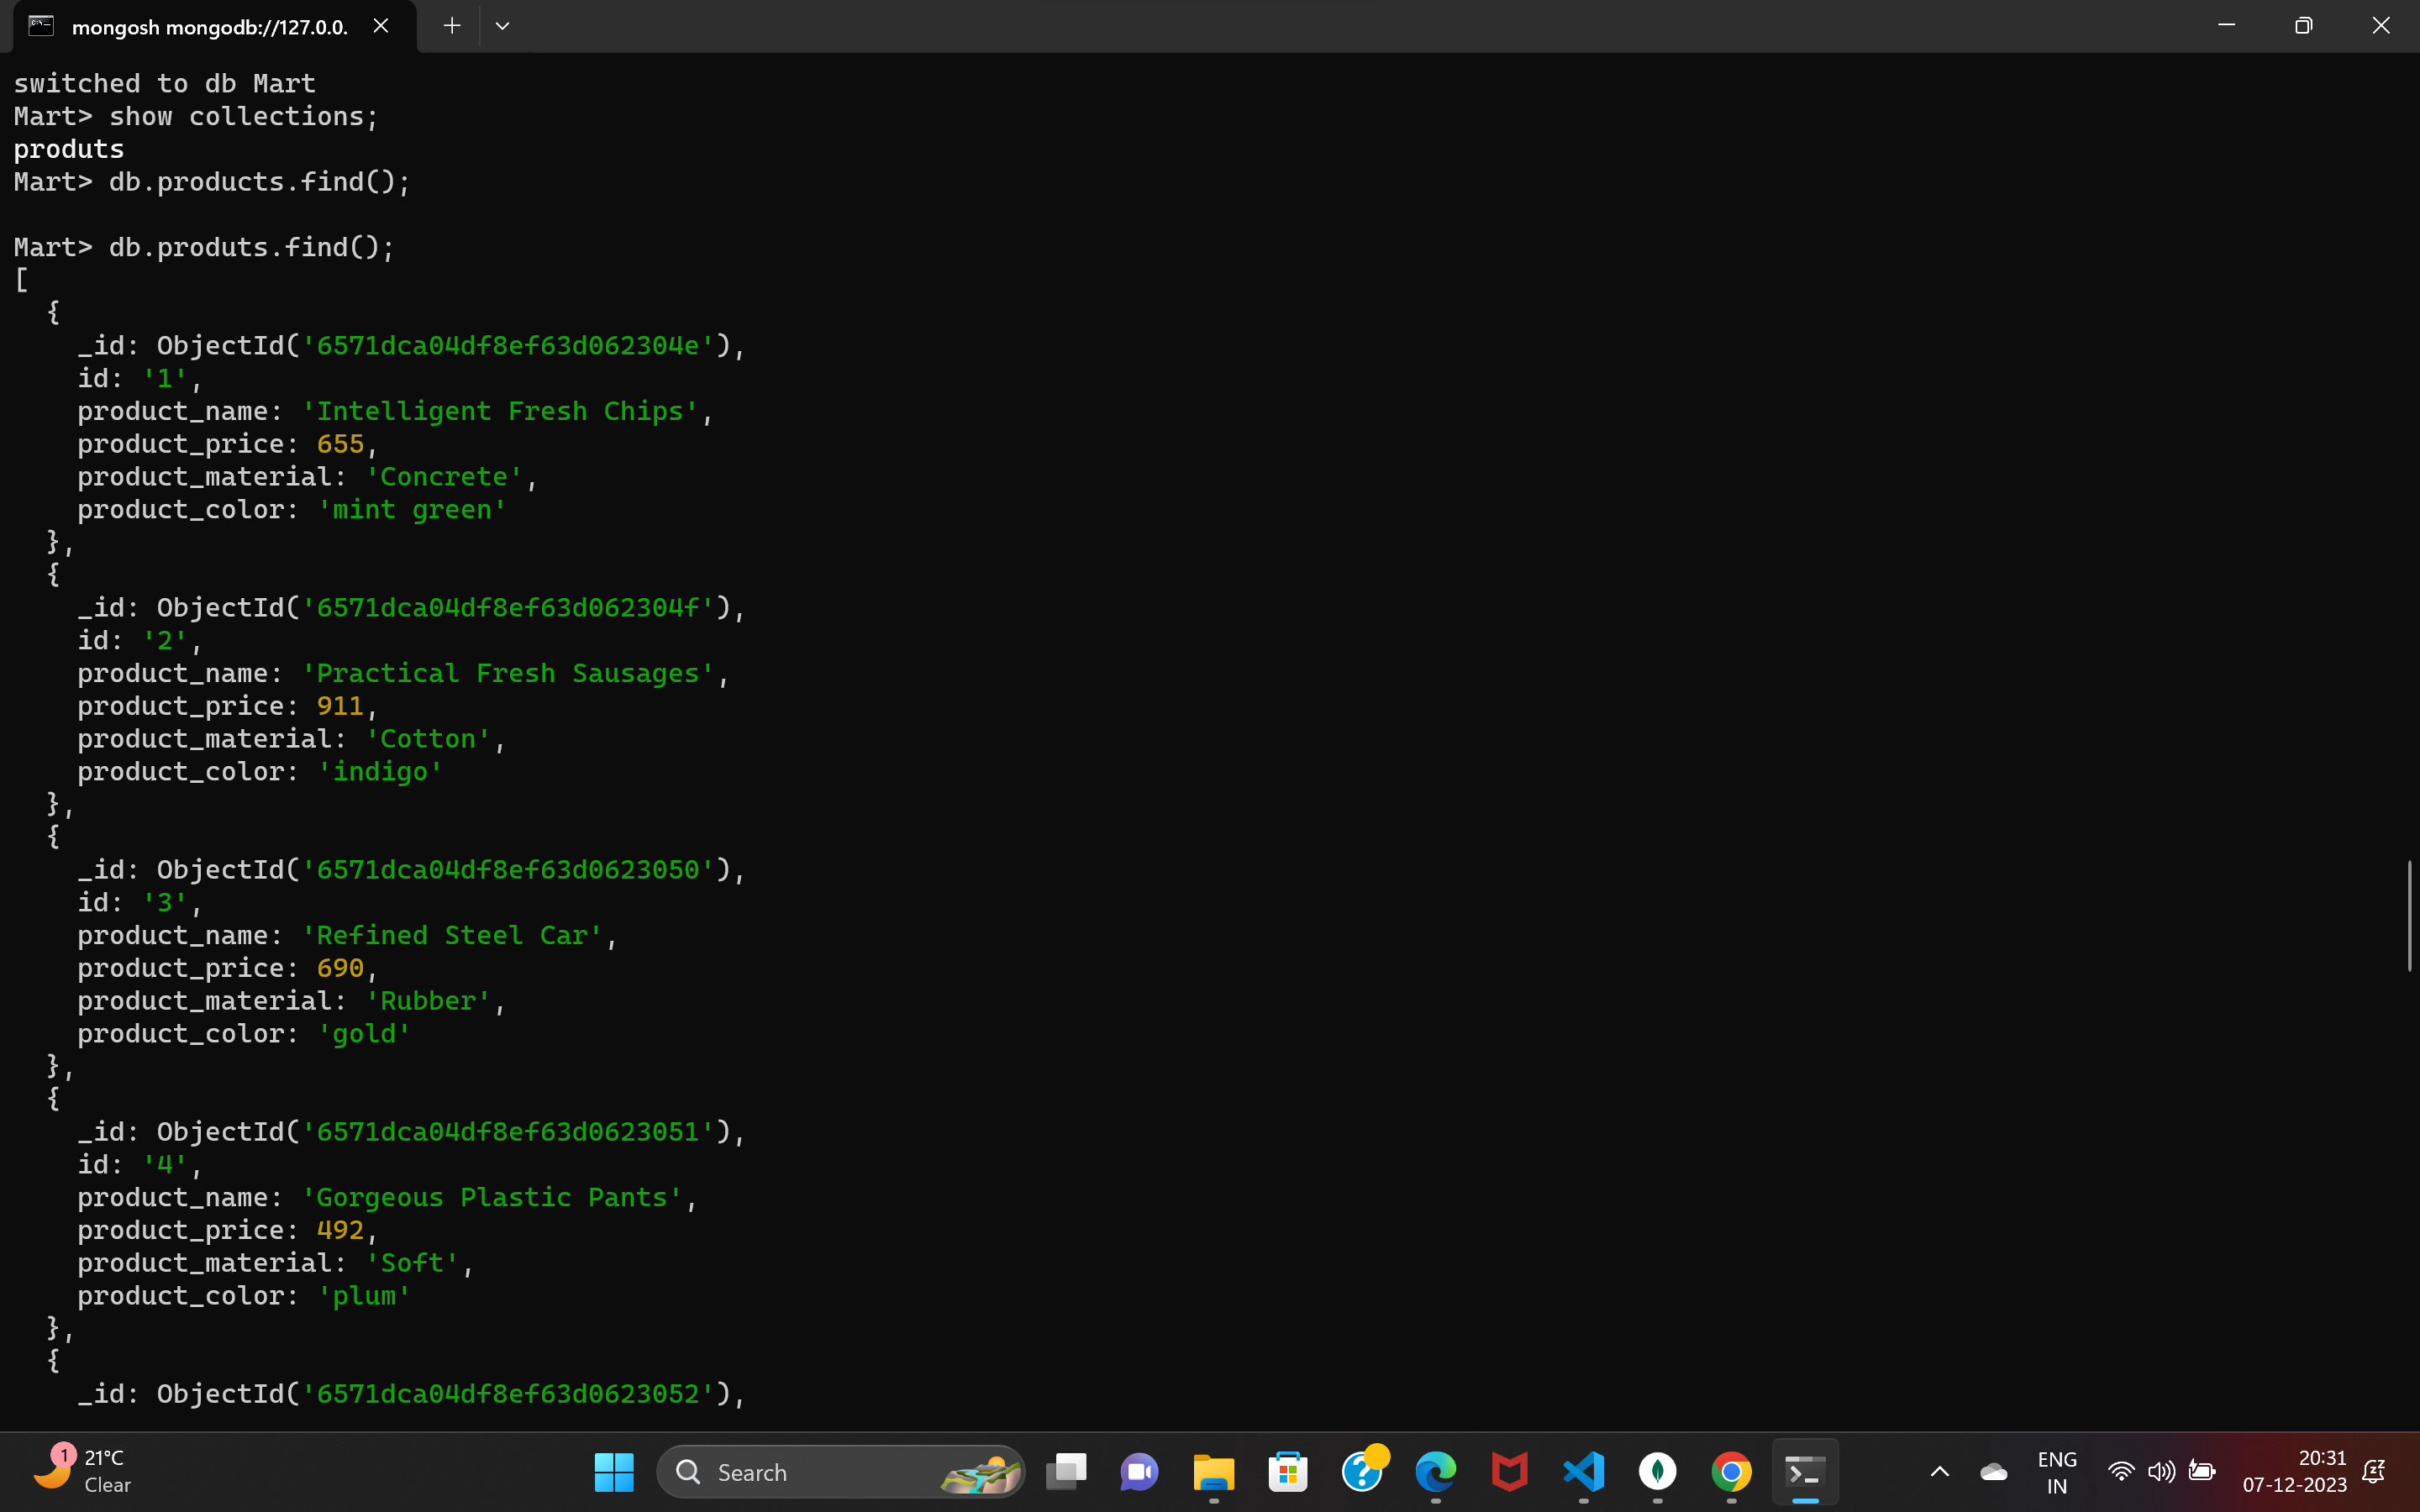 mongosh mongodb://127.0.0.
switched to db Mart
Mart> show collections;
produts
Mart> db.products.find();
Mart> db.produts.find();
[
  {
    _id: ObjectId('6571dca04df8ef63d062304e'),
    id: '1',
    product_name: 'Intelligent Fresh Chips',
    product_price: 655,
    product_material: 'Concrete',
    product_color: 'mint green'
  },
  {
    _id: ObjectId('6571dca04df8ef63d062304f'),
    id: '2',
    product_name: 'Practical Fresh Sausages',
    product_price: 911,
    product_material: 'Cotton',
    product_color: 'indigo'
  },
  {
    _id: ObjectId('6571dca04df8ef63d0623050'),
    id: '3',
    product_name: 'Refined Steel Car',
    product_price: 690,
    product_material: 'Rubber',
    product_color: 'gold'
  },
  {
    _id: ObjectId('6571dca04df8ef63d0623051'),
    id: '4',
    product_name: 'Gorgeous Plastic Pants',
    product_price: 492,
    product_material: 'Soft',
    product_color: 'plum'
  },
  {
    _id: ObjectId('6571dca04df8ef63d0623052'),
1
21°C
Clear
Search
ENG
IN
20:31
07-12-2023